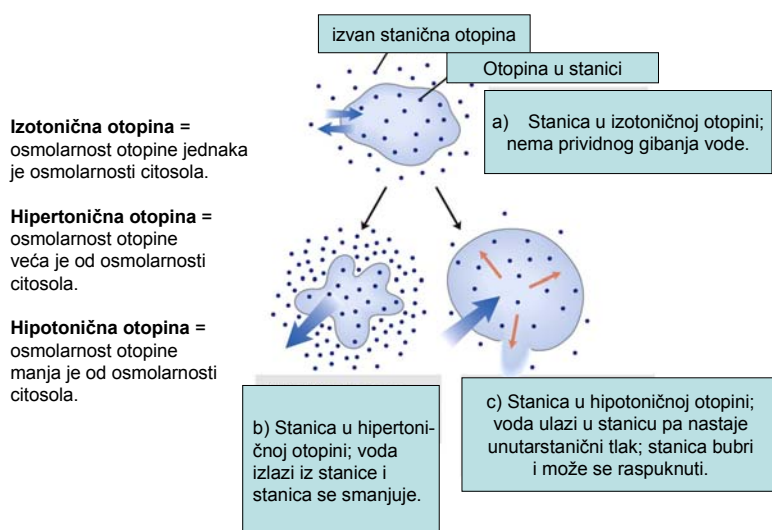 izvan stanična otopina
Otopina u stanici
a) Stanica u izotoničnoj otopini;
nema prividnog gibanja vode.
Izotonična otopina =
osmolarnost otopine jednaka
je osmolarnosti citosola.
Hipertonična otopina =
osmolarnost otopine
veća je od osmolarnosti
citosola.
Hipotonična otopina =
osmolarnost otopine
manja je od osmolarnosti
citosola.
b) Stanica u hipertoni-
čnoj otopini; voda
izlazi iz stanice i
stanica se smanjuje.
c) Stanica u hipotoničnoj otopini;
voda ulazi u stanicu pa nastaje
unutarstanični tlak; stanica bubri
i može se raspuknuti.